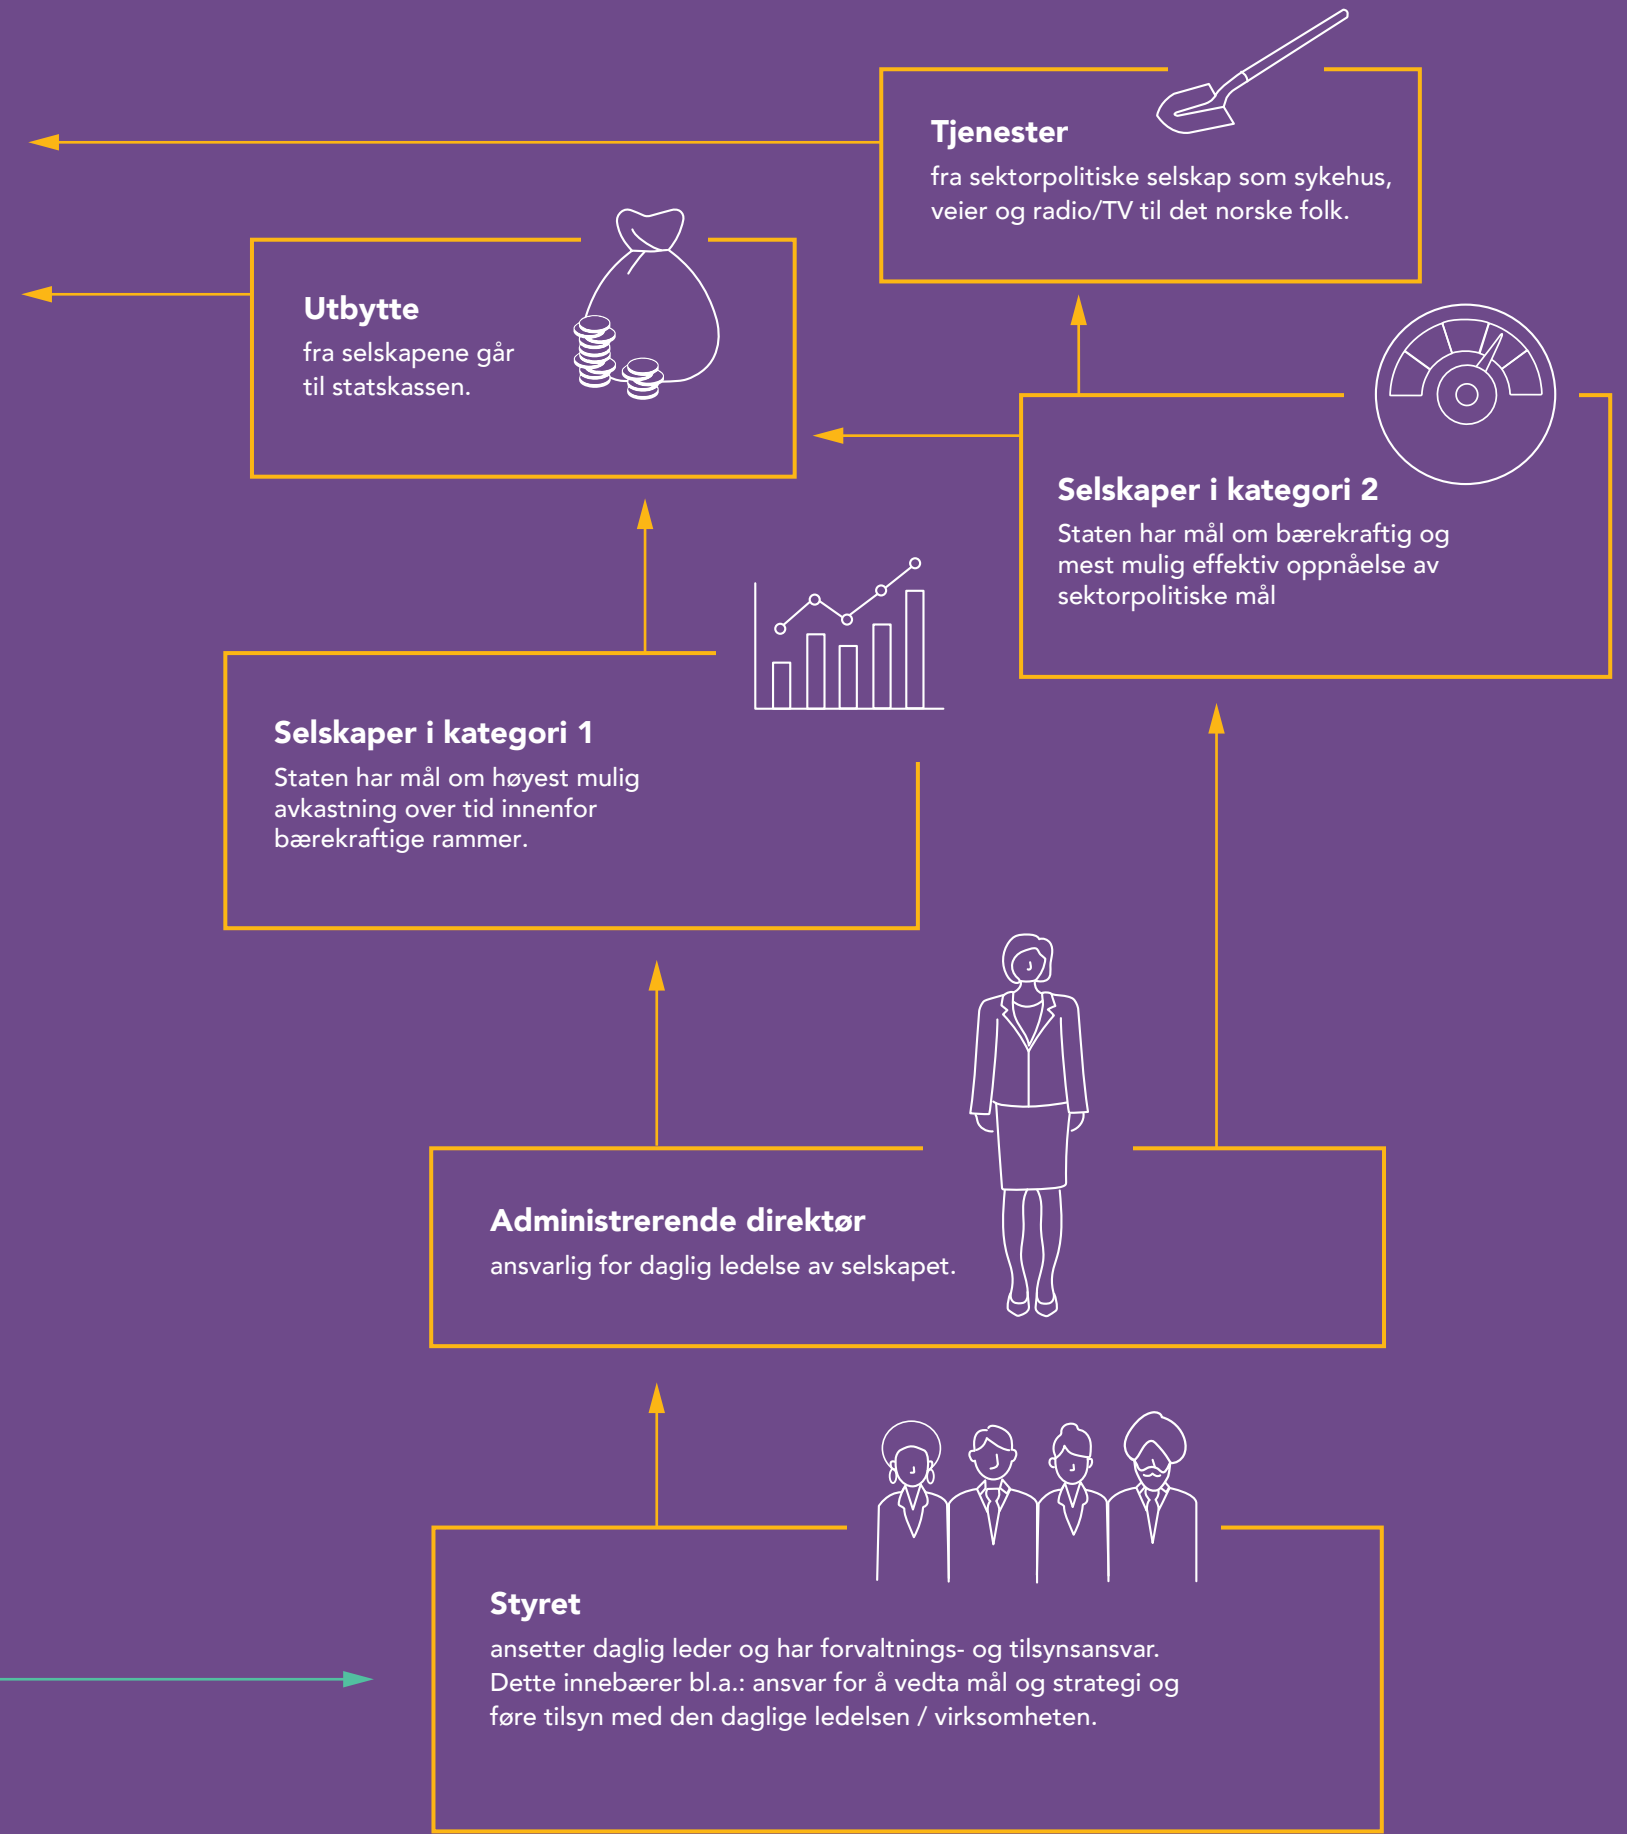 Tjenester
fra sektorpolitiske selskap som sykehus,
veier og radio/TV til det norske folk.
Utbytte
fra selskapene går
til statskassen.
Selskaper i kategori 2
Staten har mål om bærekraftig og
mest mulig effektiv oppnåelse av
sektorpolitiske mål
Selskaper i kategori 1
Staten har mål om høyest mulig
avkastning over tid innenfor
bærekraftige rammer.
Administrerende direktør
ansvarlig for daglig ledelse av selskapet.
Styret
ansetter daglig leder og har forvaltnings- og tilsynsansvar.
Dette innebærer bl.a.: ansvar for å vedta mål og strategi og
føre tilsyn med den daglige ledelsen / virksomheten.